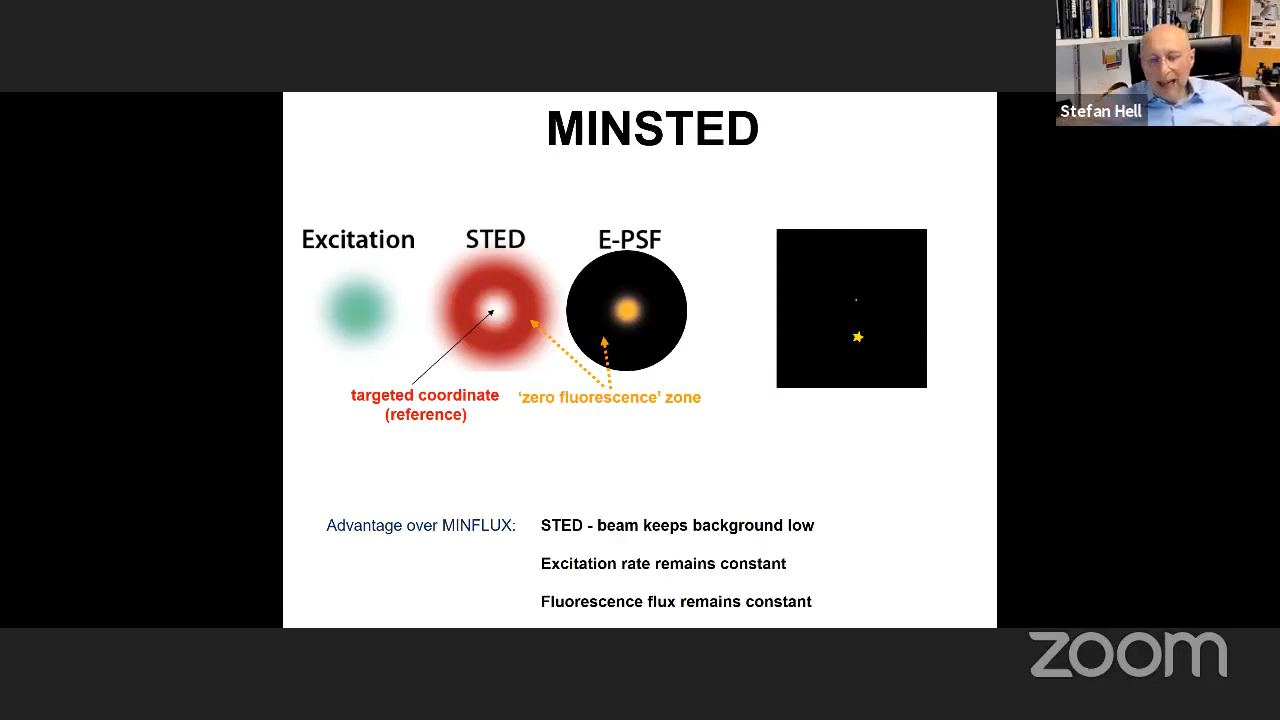 Stefan Hell
MINSTED
Excitation STED E-PSF
targeted coordinate
(reference)
‘zero fluorescence’ zone
Advantage over MINFLUX: STED - beam keeps background low
Excitation rate remains constant
Fluorescence flux remains constant
zoom